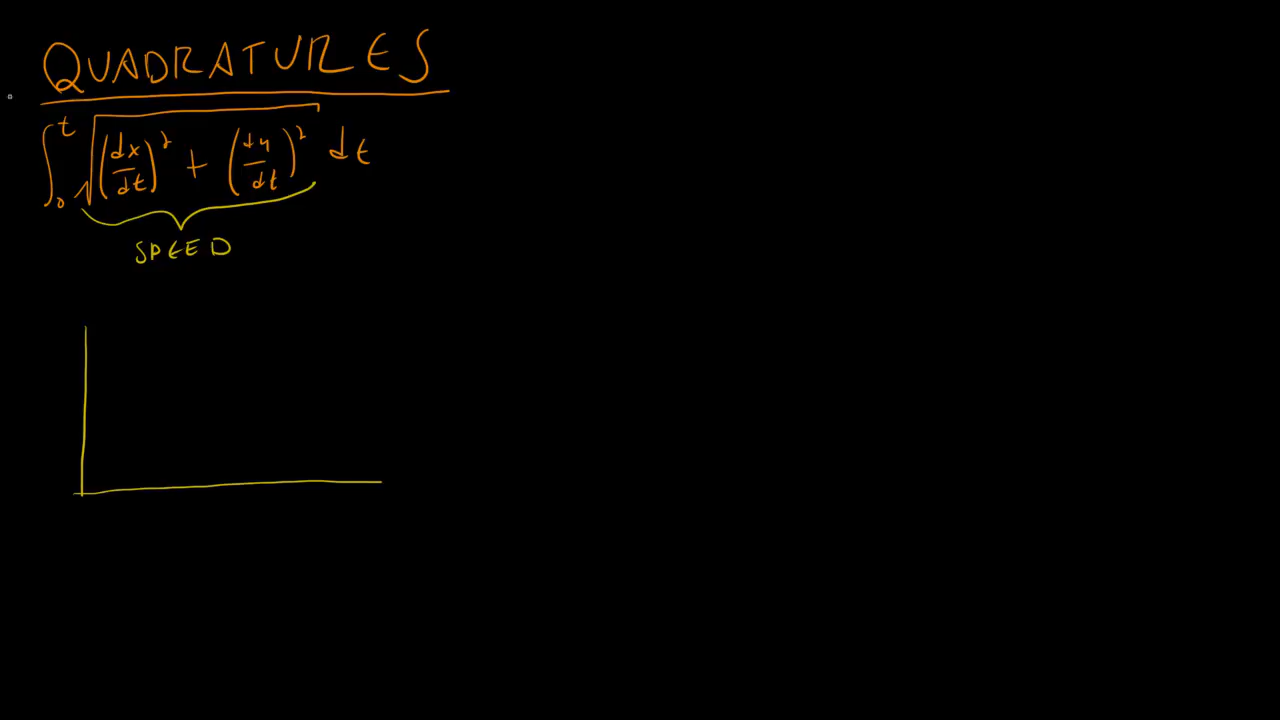 QUADRATURES
∫₀ᵗ √((dx/dt)² + (dy/dt)²) dt
SPEED